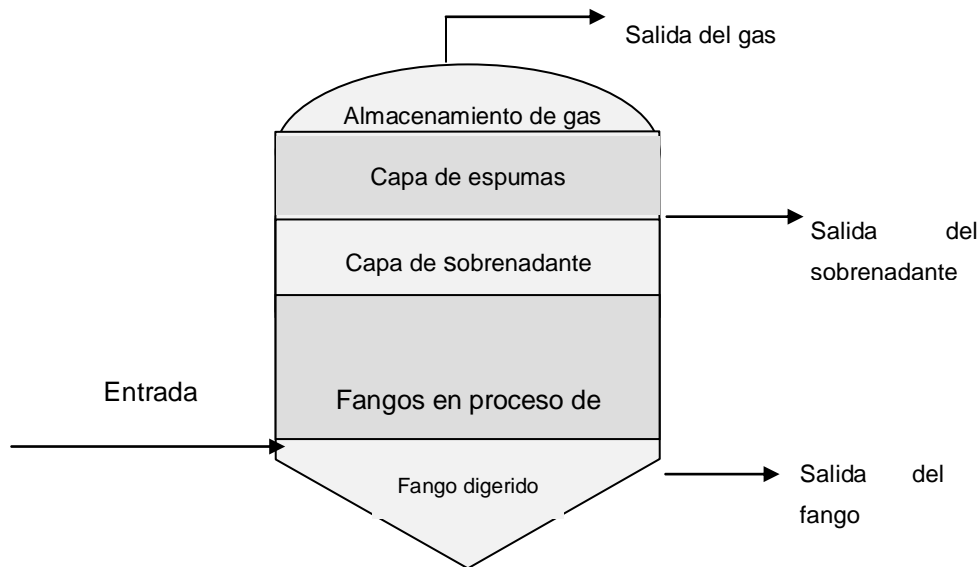 Salida del gas
Almacenamiento de gas
Capa de espumas
Salida del
sobrenadante
Capa de sobrenadante
Entrada
Fangos en proceso de
Fango digerido
Salida del
fango